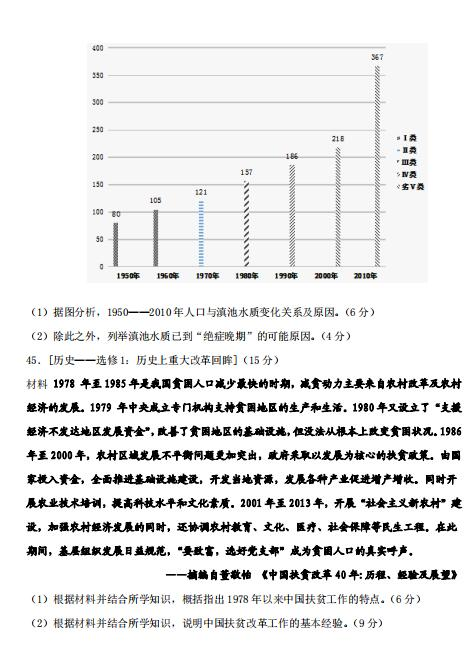 400
350
300
250
200
150
100
50
0
80
105
121
157
186
218
367
Ⅰ类
Ⅱ类
Ⅲ类
Ⅳ类
劣Ⅴ类
1950年 1960年 1970年 1980年 1990年 2000年 2010年
（1）据图分析，1950——2010年人口与滇池水质变化关系及原因。（6分）
（2）除此之外，列举滇池水质已到“绝症晚期”的可能原因。（4分）
45．[历史——选修1：历史上重大改革回眸]（15分）
材料 1978 年至1985年是我国贫困人口减少最快的时期，减贫动力主要来自农村改革及农村
经济的发展。1979 年中央成立专门机构支持贫困地区的生产和生活。1980年又设立了“支援
经济不发达地区发展资金”，改善了贫困地区的基础设施，但没法从根本上改变贫困状况。1986
年至2000年，农村区域发展不平衡问题更加突出，政府采取以发展为核心的扶贫政策。由国
家投入资金，全面推进基础设施建设，开发当地资源，发展各种产业促进增产增收。同时开
展农业技术培训，提高科技水平和文化素质。2001年至2013年，开展“社会主义新农村”建
设，加强农村经济发展的同时，还协调农村教育、文化、医疗、社会保障等民生工程。在此
期间，基层组织发展日益规范，“要致富，选好党支部”成为贫困人口的真实呼声。
——摘编自董敬怡 《中国扶贫改革40年：历程、经验及展望》
（1）根据材料并结合所学知识，概括指出1978年以来中国扶贫工作的特点。（6分）
（2）根据材料并结合所学知识，说明中国扶贫改革工作的基本经验。（9分）